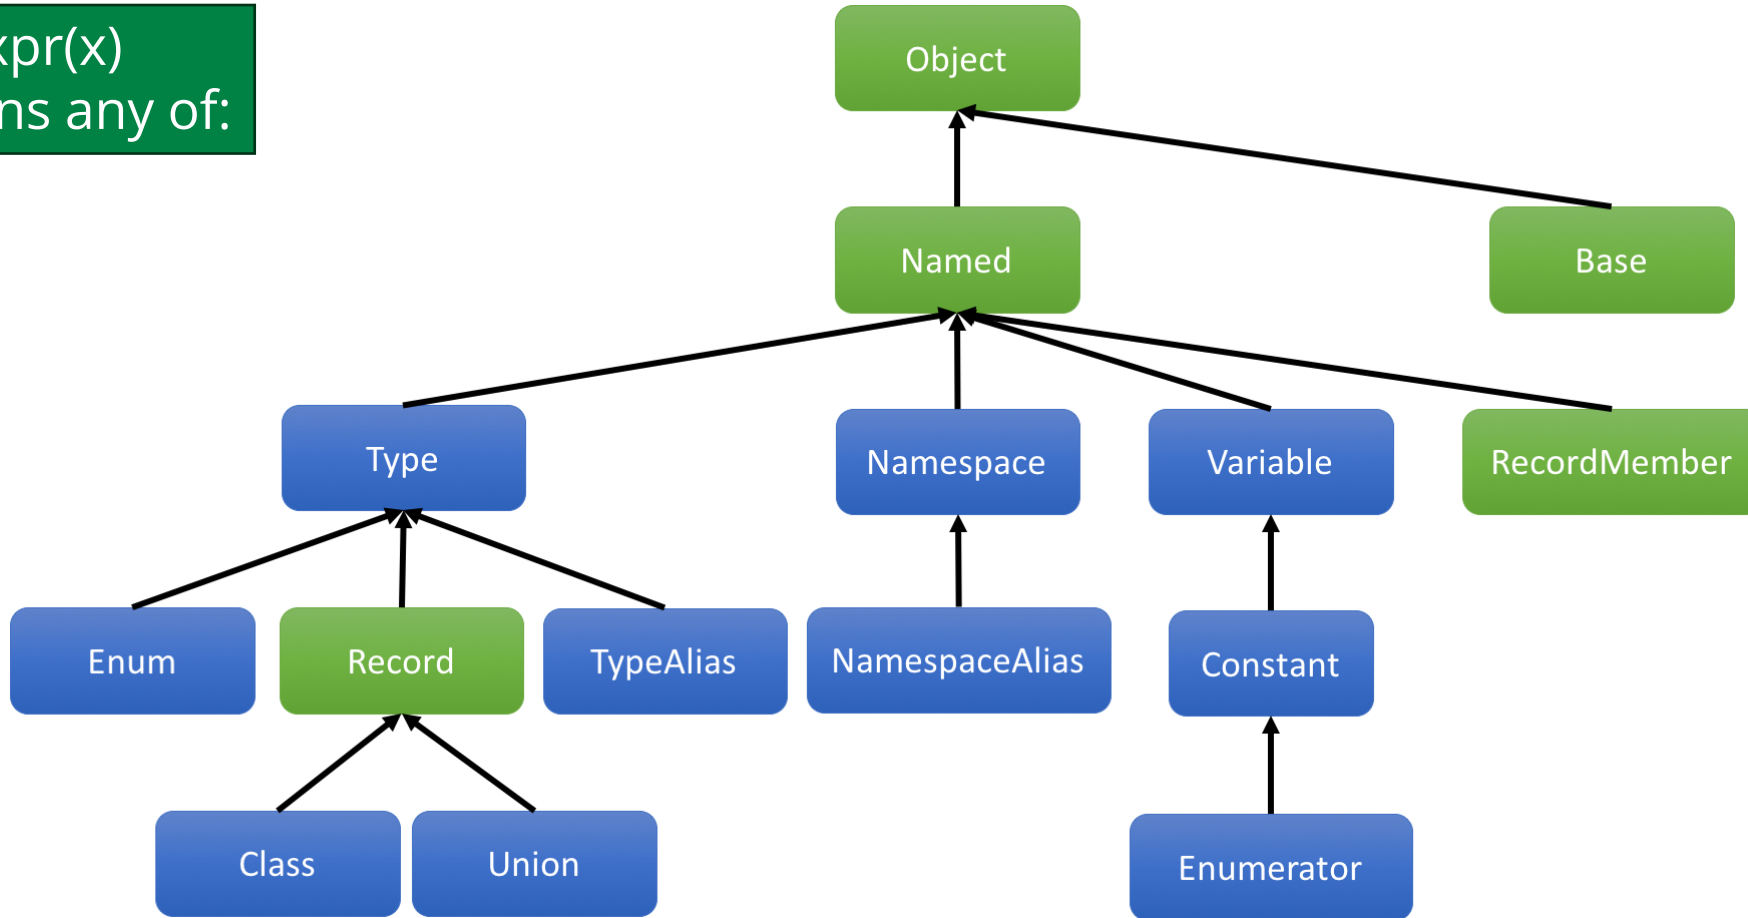 xpr(x)
ns any of:
Object
Named
Base
Type
Namespace
Variable
RecordMember
Enum
Record
TypeAlias
NamespaceAlias
Constant
Class
Union
Enumerator